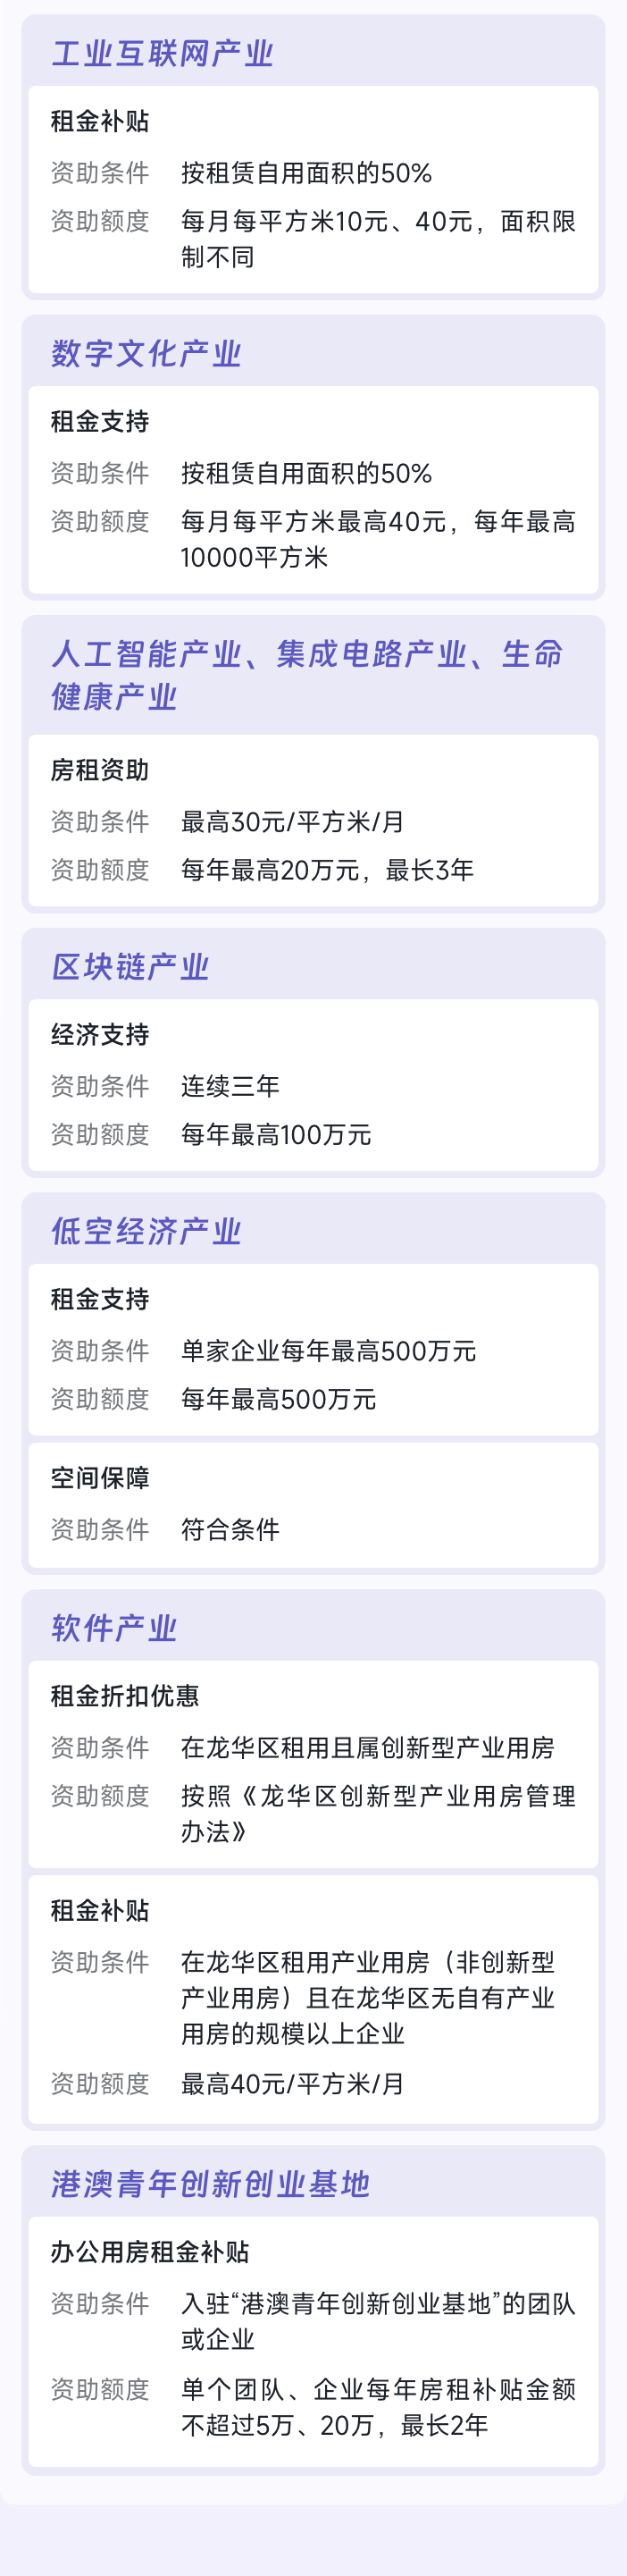 工业互联网产业
租金补贴
资助条件 按租赁自用面积的50%
资助额度 每月每平方米10元、40元，面积限
制不同
数字文化产业
租金支持
资助条件 按租赁自用面积的50%
资助额度 每月每平方米最高40元，每年最高
10000平方米
人工智能产业、集成电路产业、生命
健康产业
房租资助
资助条件 最高30元/平方米/月
资助额度 每年最高20万元，最长3年
区块链产业
经济支持
资助条件 连续三年
资助额度 每年最高100万元
低空经济产业
租金支持
资助条件 单家企业每年最高500万元
资助额度 每年最高500万元
空间保障
资助条件 符合条件
软件产业
租金折扣优惠
资助条件 在龙华区租用且属创新型产业用房
资助额度 按照《龙华区创新型产业用房管理
办法》
租金补贴
资助条件 在龙华区租用产业用房（非创新型
产业用房）且在龙华区无自有产业
用房的规模以上企业
资助额度 最高40元/平方米/月
港澳青年创新创业基地
办公用房租金补贴
资助条件 入驻“港澳青年创新创业基地”的团队
或企业
资助额度 单个团队、企业每年房租补贴金额
不超过5万、20万，最长2年